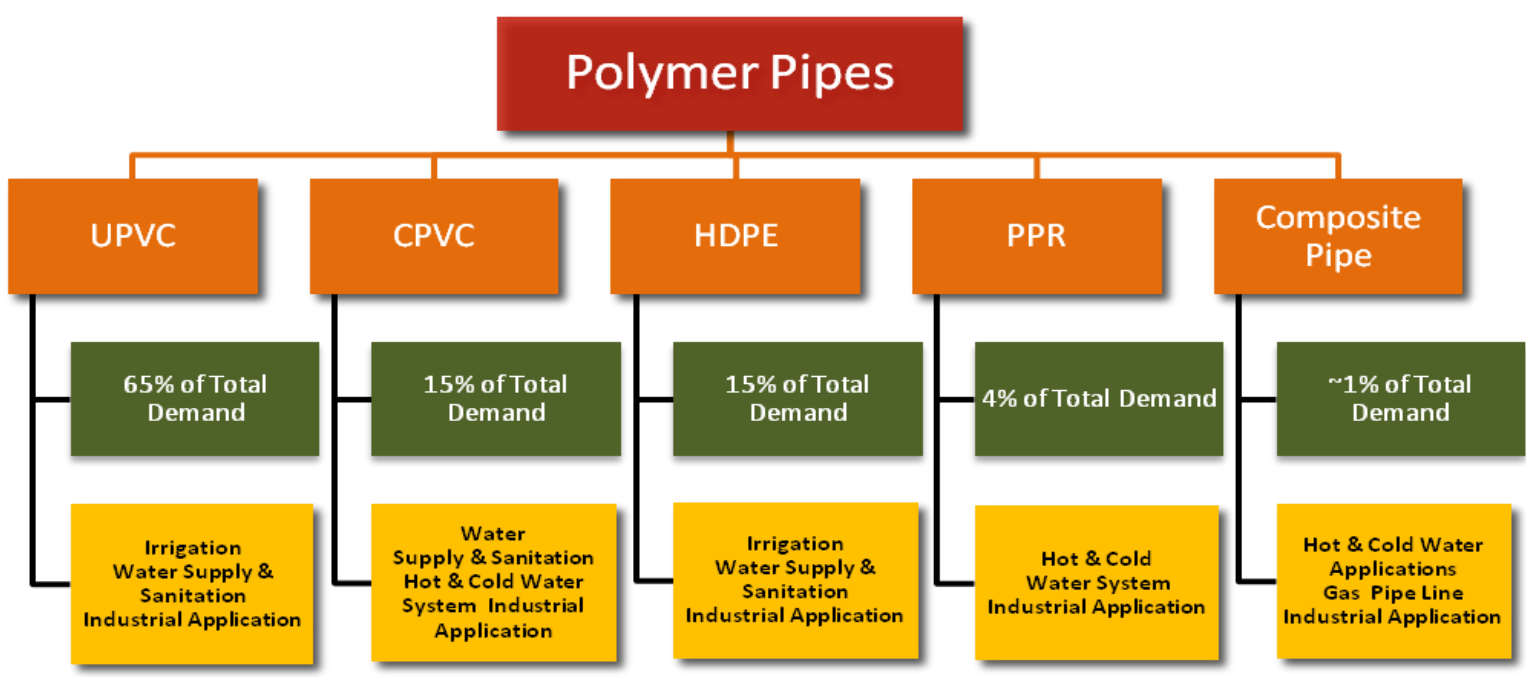 Polymer Pipes
UPVC
CPVC
HDPE
PPR
Composite
Pipe
65% of Total
Demand
15% of Total
Demand
15% of Total
Demand
4% of Total Demand
~1% of Total
Demand
Irrigation
Water Supply &
Sanitation
Industrial Application
Water
Supply & Sanitation
Hot & Cold Water
System Industrial
Application
Irrigation
Water Supply &
Sanitation
Industrial Application
Hot & Cold
Water System
Industrial Application
Hot & Cold Water
Applications
Gas Pipe Line
Industrial Application